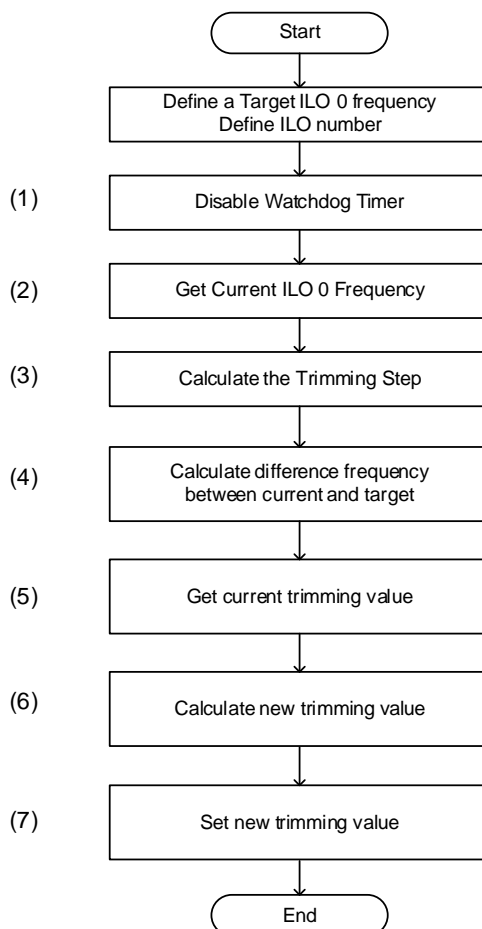 Start
Define a Target ILO 0 frequency
Define ILO number
(1)
Disable Watchdog Timer
(2)
Get Current ILO 0 Frequency
(3)
Calculate the Trimming Step
(4)
Calculate difference frequency
between current and target
(5)
Get current trimming value
(6)
Calculate new trimming value
(7)
Set new trimming value
End